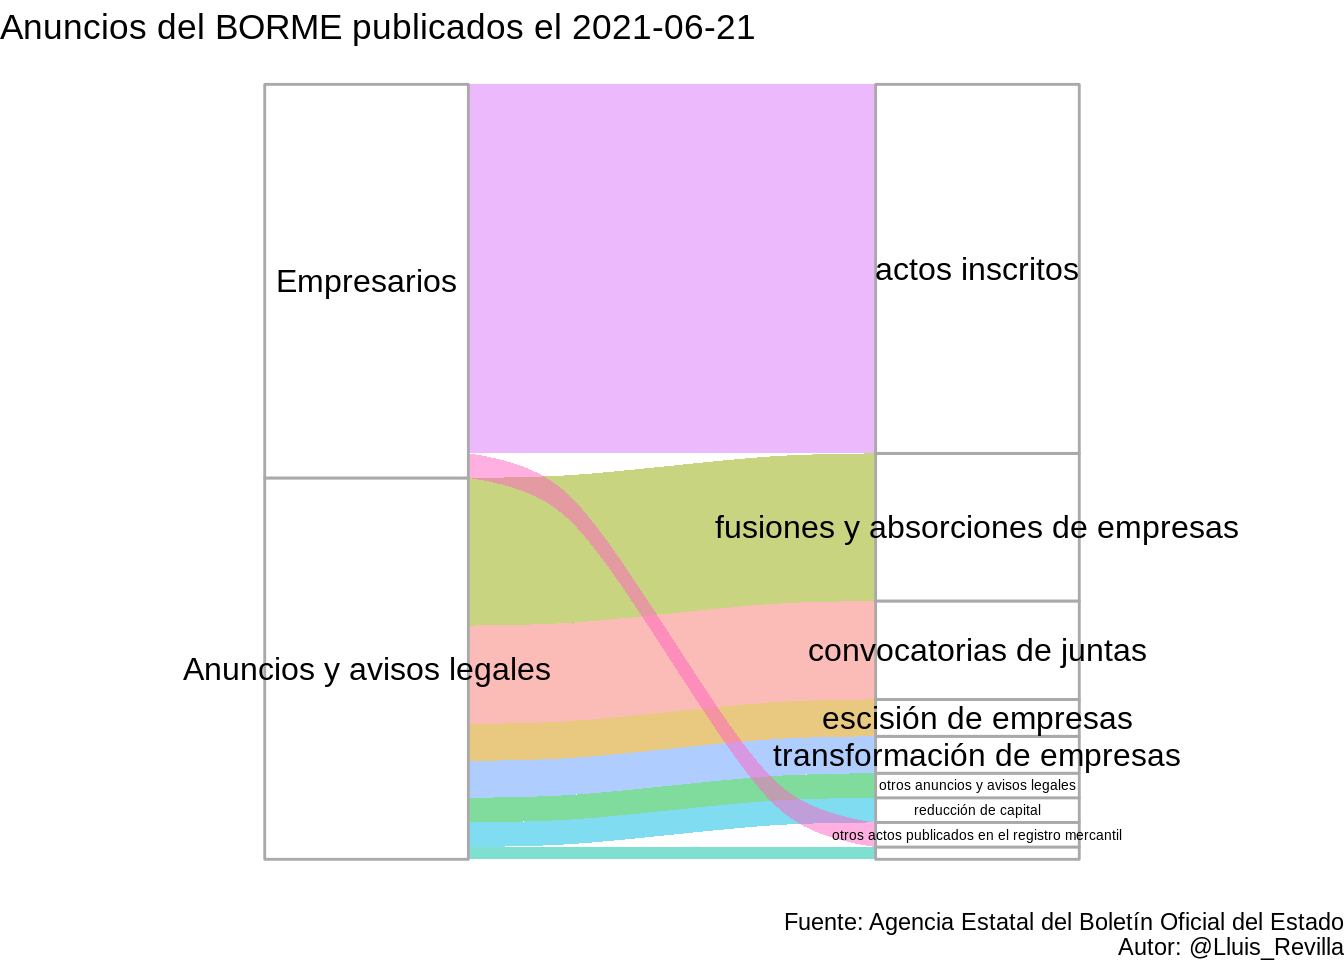 Anuncios del BORME publicados el 2021-06-21
Empresarios
Anuncios y avisos legales
actos inscritos
fusiones y absorciones de empresas
convocatorias de juntas
escisión de empresas
transformación de empresas
otros anuncios y avisos legales
reducción de capital
otros actos publicados en el registro mercantil
Fuente: Agencia Estatal del Boletín Oficial del Estado
Autor: @Lluis_Revilla